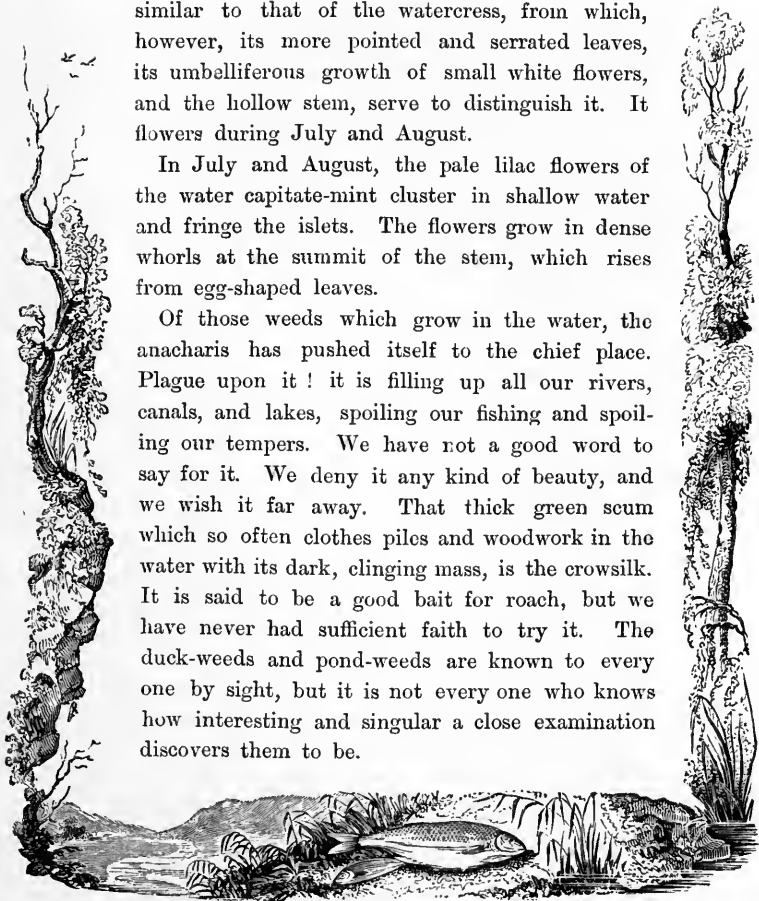 similar to that of the watercress, from which,
however, its more pointed and serrated leaves,
its umbelliferous growth of small white flowers,
and the hollow stem, serve to distinguish it. It
flowers during July and August.
In July and August, the pale lilac flowers of
the water capitate-mint cluster in shallow water
and fringe the islets. The flowers grow in dense
whorls at the summit of the stem, which rises
from egg-shaped leaves.
Of those weeds which grow in the water, the
anacharis has pushed itself to the chief place.
Plague upon it ! it is filling up all our rivers,
canals, and lakes, spoiling our fishing and spoil-
ing our tempers. We have not a good word to
say for it. We deny it any kind of beauty, and
we wish it far away. That thick green scum
which so often clothes piles and woodwork in the
water with its dark, clinging mass, is the crowsilk.
It is said to be a good bait for roach, but we
have never had sufficient faith to try it. The
duck-weeds and pond-weeds are known to every
one by sight, but it is not every one who knows
how interesting and singular a close examination
discovers them to be.